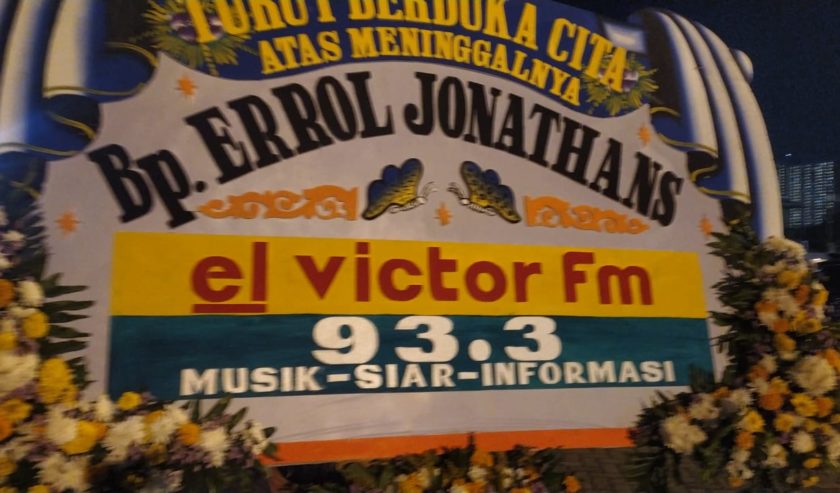 TURUT BERDUKA CITA
ATAS MENINGGALNYA
Bp. ERROL JONATHANS
el victor Fm
93.3
MUSIK-SIAR-INFORMASI